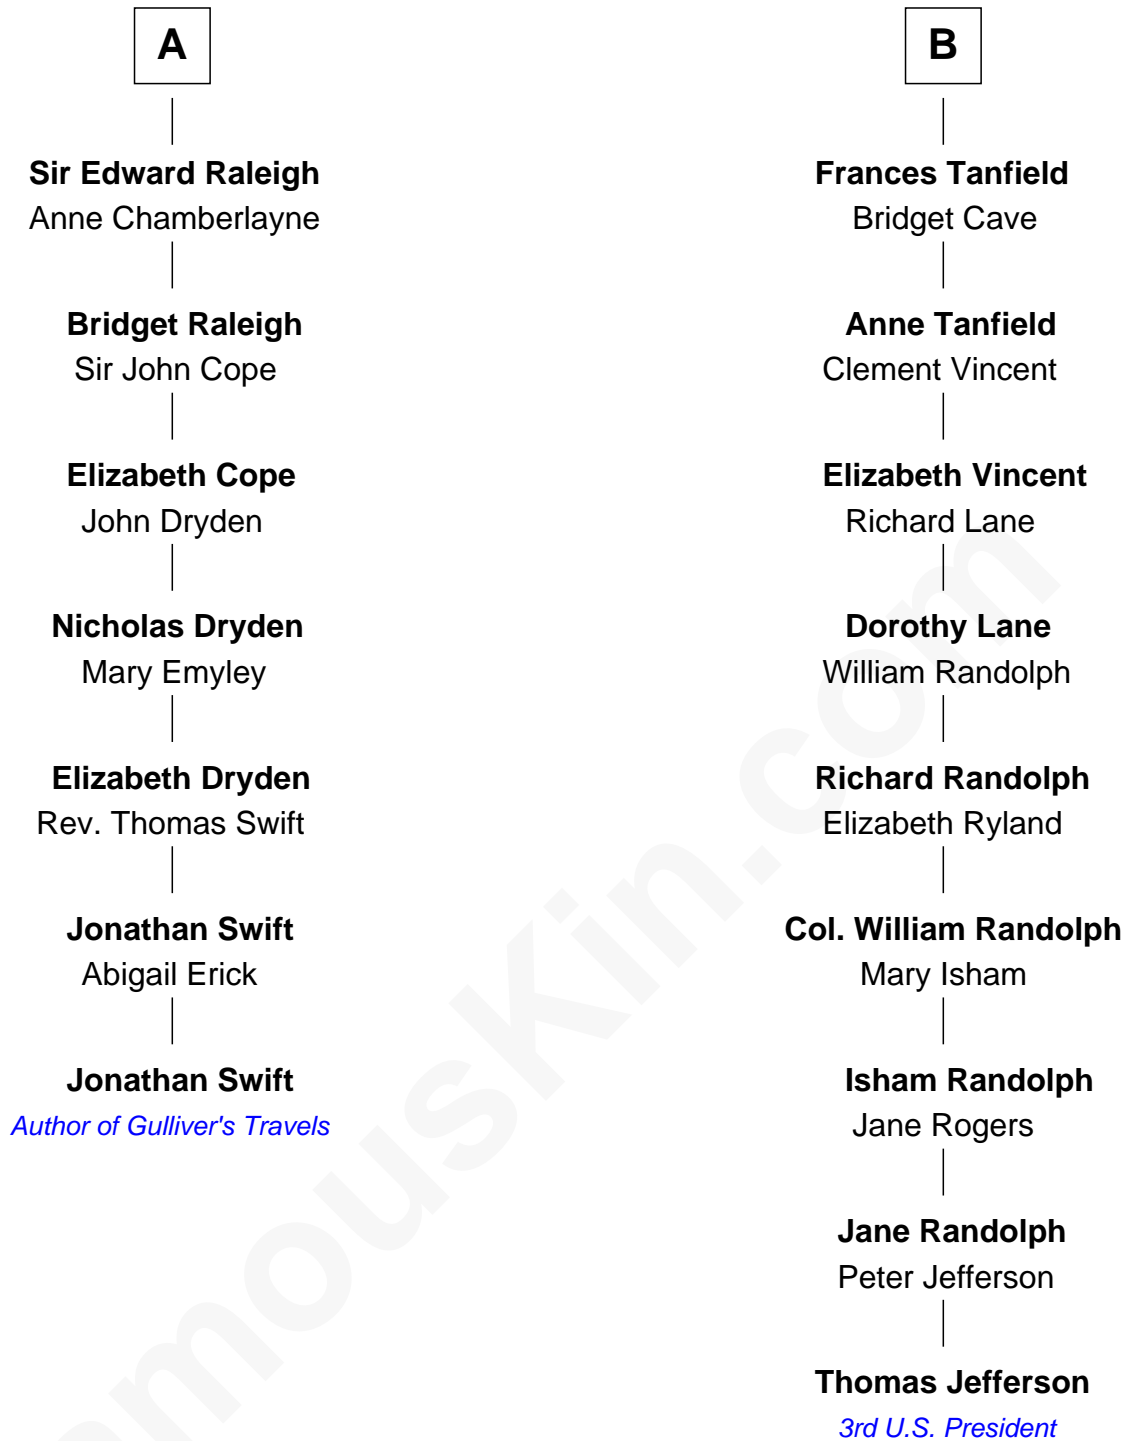 A
Sir Edward Raleigh
Anne Chamberlayne
Bridget Raleigh
Sir John Cope
Elizabeth Cope
John Dryden
Nicholas Dryden
Mary Emyley
Elizabeth Dryden
Rev. Thomas Swift
Jonathan Swift
Abigail Erick
Jonathan Swift
Author of Gulliver's Travels
B
Frances Tanfield
Bridget Cave
Anne Tanfield
Clement Vincent
Elizabeth Vincent
Richard Lane
Dorothy Lane
William Randolph
Richard Randolph
Elizabeth Ryland
Col. William Randolph
Mary Isham
Isham Randolph
Jane Rogers
Jane Randolph
Peter Jefferson
Thomas Jefferson
3rd U.S. President
amouskin.com